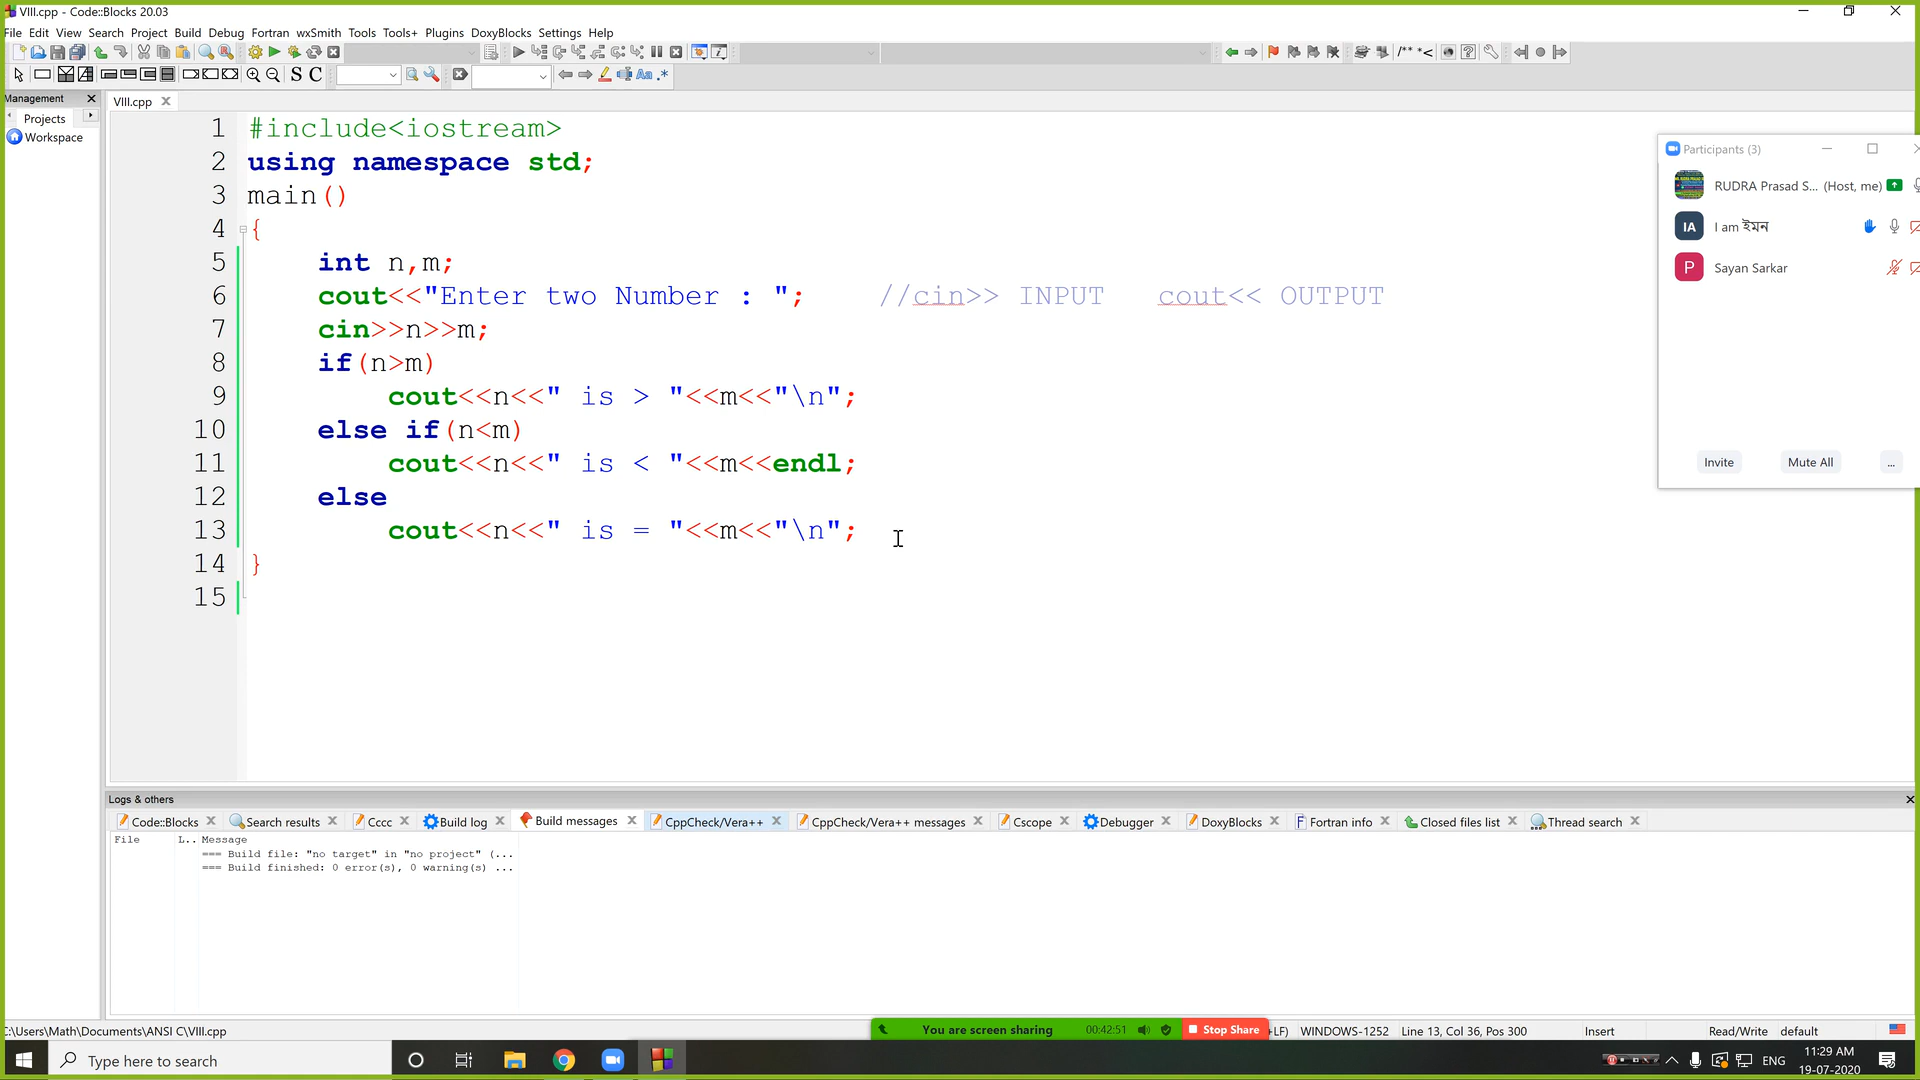 VIII.cpp - Code::Blocks 20.03
File Edit View Search Project Build Debug Fortran wxSmith Tools Tools+ Plugins DoxyBlocks Settings Help
/** *<
S C
Aa .*
Management
VIII.cpp
Projects
Workspace
1 #include<iostream>
2 using namespace std;
3 main()
4 {
5 int n,m;
6 cout<<"Enter two Number : "; //cin>> INPUT cout<< OUTPUT
7 cin>>n>>m;
8 if(n>m)
9 cout<<n<<" is > "<<m<<"\n";
10 else if(n<m)
11 cout<<n<<" is < "<<m<<endl;
12 else
13 cout<<n<<" is = "<<m<<"\n";
14 }
15
Participants (3)
RUDRA Prasad S... (Host, me)
IA I am ইমন
P Sayan Sarkar
Invite Mute All ...
Logs & others
Code::Blocks Search results Cccc Build log Build messages CppCheck/Vera++ CppCheck/Vera++ messages Cscope Debugger DoxyBlocks Fortran info Closed files list Thread search
File L.. Message
=== Build file: "no target" in "no project" (...
=== Build finished: 0 error(s), 0 warning(s) ...
C:\Users\Math\Documents\ANSI C\VIII.cpp
You are screen sharing 00:42:51 Stop Share
+LF) WINDOWS-1252 Line 13, Col 36, Pos 300 Insert Read/Write default
Type here to search
ENG
11:29 AM
19-07-2020